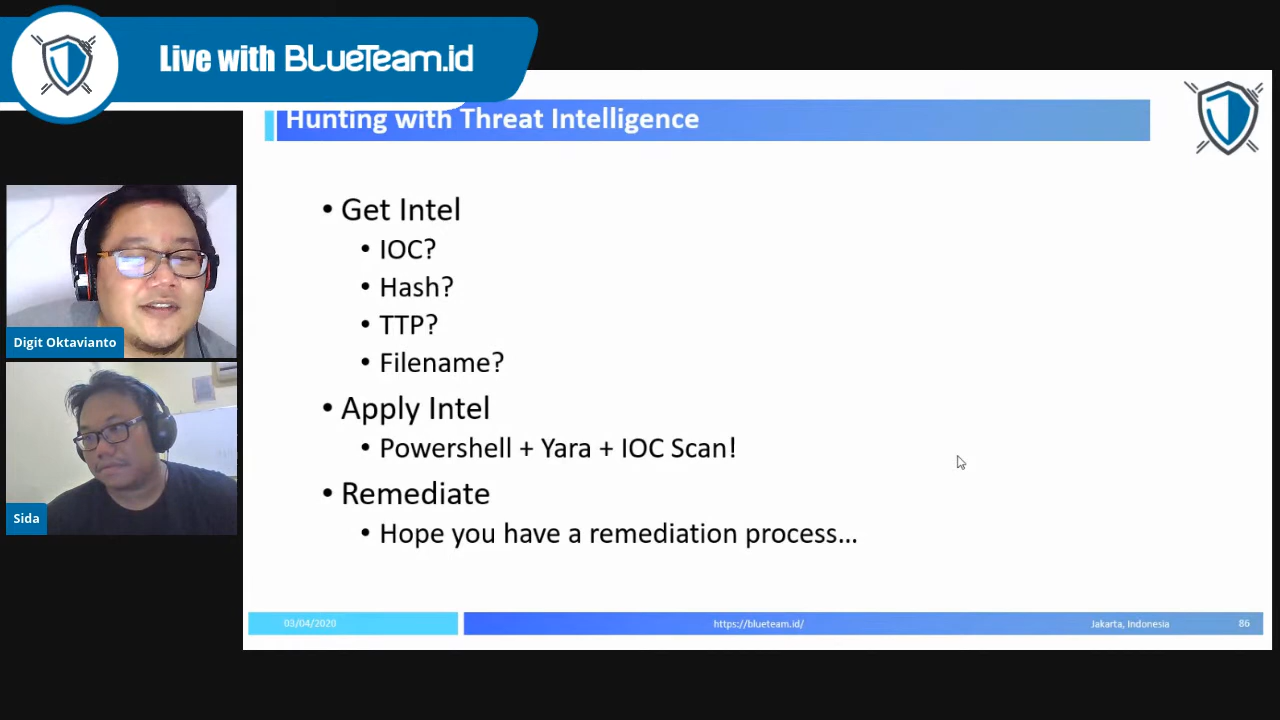 Live with BLUETeam.id
Hunting with Threat Intelligence
Digit Oktavianto
Sida
• Get Intel
• IOC?
• Hash?
• TTP?
• Filename?
• Apply Intel
• Powershell + Yara + IOC Scan!
• Remediate
• Hope you have a remediation process...
03/04/2020
https://blueteam.id/
Jakarta, Indonesia
86